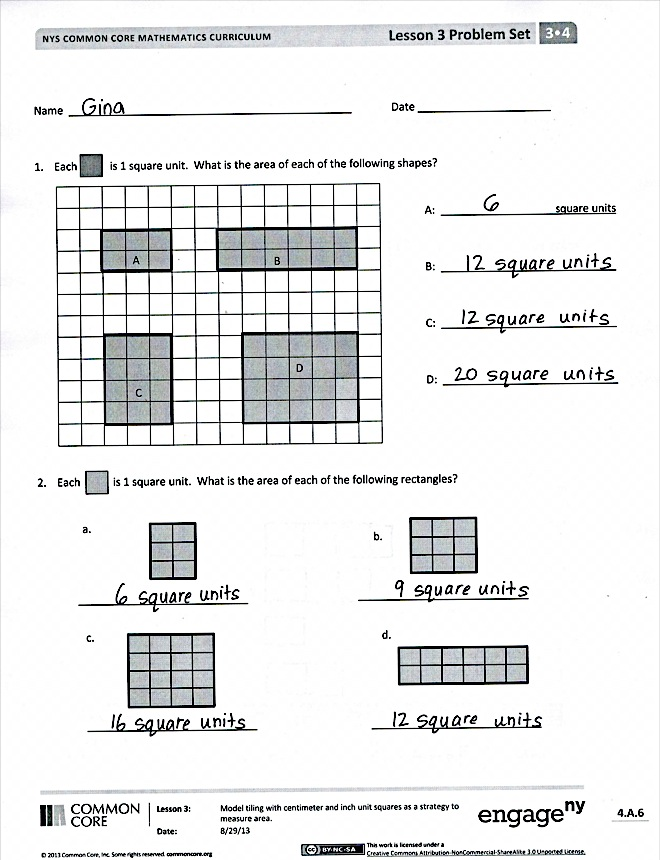 NYS COMMON CORE MATHEMATICS CURRICULUM Lesson 3 Problem Set 3•4
Name Gina Date
1. Each is 1 square unit. What is the area of each of the following shapes?
A: 6 square units
A B
B: 12 square units
C: 12 square units
D
D: 20 square units
C
2. Each is 1 square unit. What is the area of each of the following rectangles?
a. b.
6 square units 9 square units
c. d.
16 square units 12 square units
COMMON CORE
Lesson 3: Model tiling with centimeter and inch unit squares as a strategy to
measure area.
Date: 8/29/13
engageny 4.A.6
© 2013 Common Core, Inc. Some rights reserved. commoncore.org
(cc) BY-NC-SA
This work is licensed under a
Creative Commons Attribution-NonCommercial-ShareAlike 3.0 Unported License.